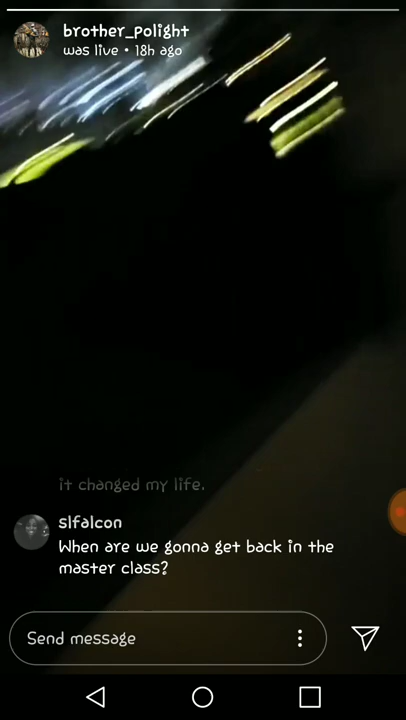 brother_polight
was live • 18h ago
it changed my life.
slfalcon
When are we gonna get back in the
master class?
Send message